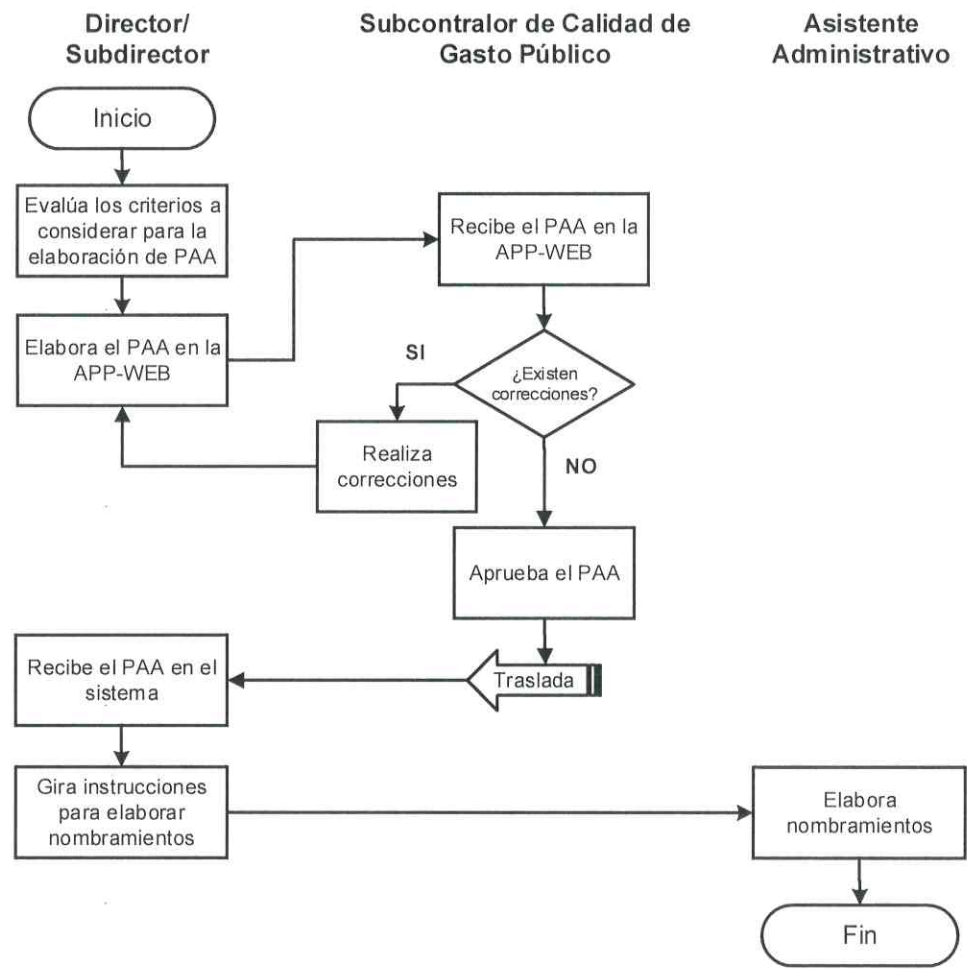 Director/
Subdirector
Subcontralor de Calidad de
Gasto Público
Asistente
Administrativo
Inicio
Evalúa los criterios a
considerar para la
elaboración de PAA
Recibe el PAA en la
APP-WEB
Elabora el PAA en la
APP-WEB
SI
¿Existen
correcciones?
Realiza
correcciones
NO
Aprueba el PAA
Recibe el PAA en el
sistema
Traslada
Gira instrucciones
para elaborar
nombramientos
Elabora
nombramientos
Fin